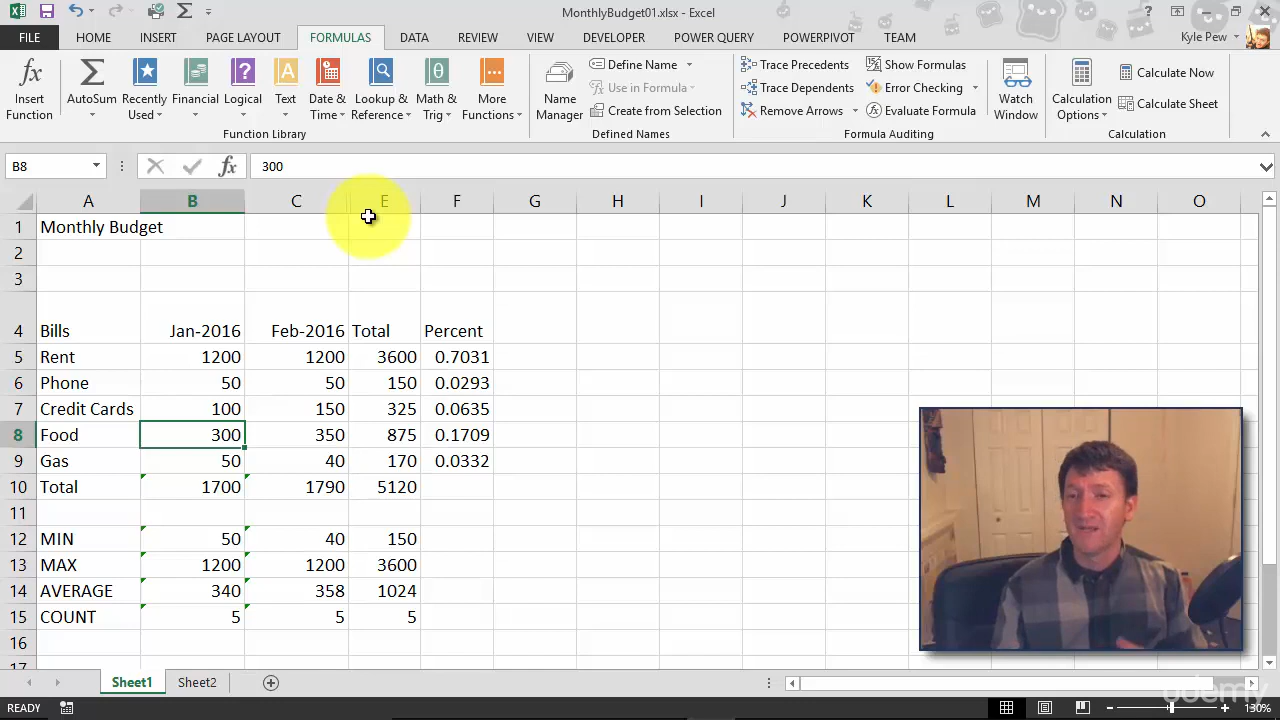 MonthlyBudget01.xlsx - Excel
FILE HOME INSERT PAGE LAYOUT FORMULAS DATA REVIEW VIEW DEVELOPER POWER QUERY POWERPIVOT TEAM Kyle Pew
Insert Function
AutoSum
Recently Used
Financial
Logical
Text
Date & Time
Lookup & Reference
Math & Trig
More Functions
Function Library
Name Manager
Define Name
Use in Formula
Create from Selection
Defined Names
Trace Precedents
Trace Dependents
Remove Arrows
Show Formulas
Error Checking
Evaluate Formula
Watch Window
Formula Auditing
Calculation Options
Calculate Now
Calculate Sheet
Calculation
B8 fx 300
A B C E F G H I J K L M N O
1 Monthly Budget
2
3
4 Bills Jan-2016 Feb-2016 Total Percent
5 Rent 1200 1200 3600 0.7031
6 Phone 50 50 150 0.0293
7 Credit Cards 100 150 325 0.0635
8 Food 300 350 875 0.1709
9 Gas 50 40 170 0.0332
10 Total 1700 1790 5120
11
12 MIN 50 40 150
13 MAX 1200 1200 3600
14 AVERAGE 340 358 1024
15 COUNT 5 5 5
16
17
Sheet1 Sheet2
udemy
READY 130%